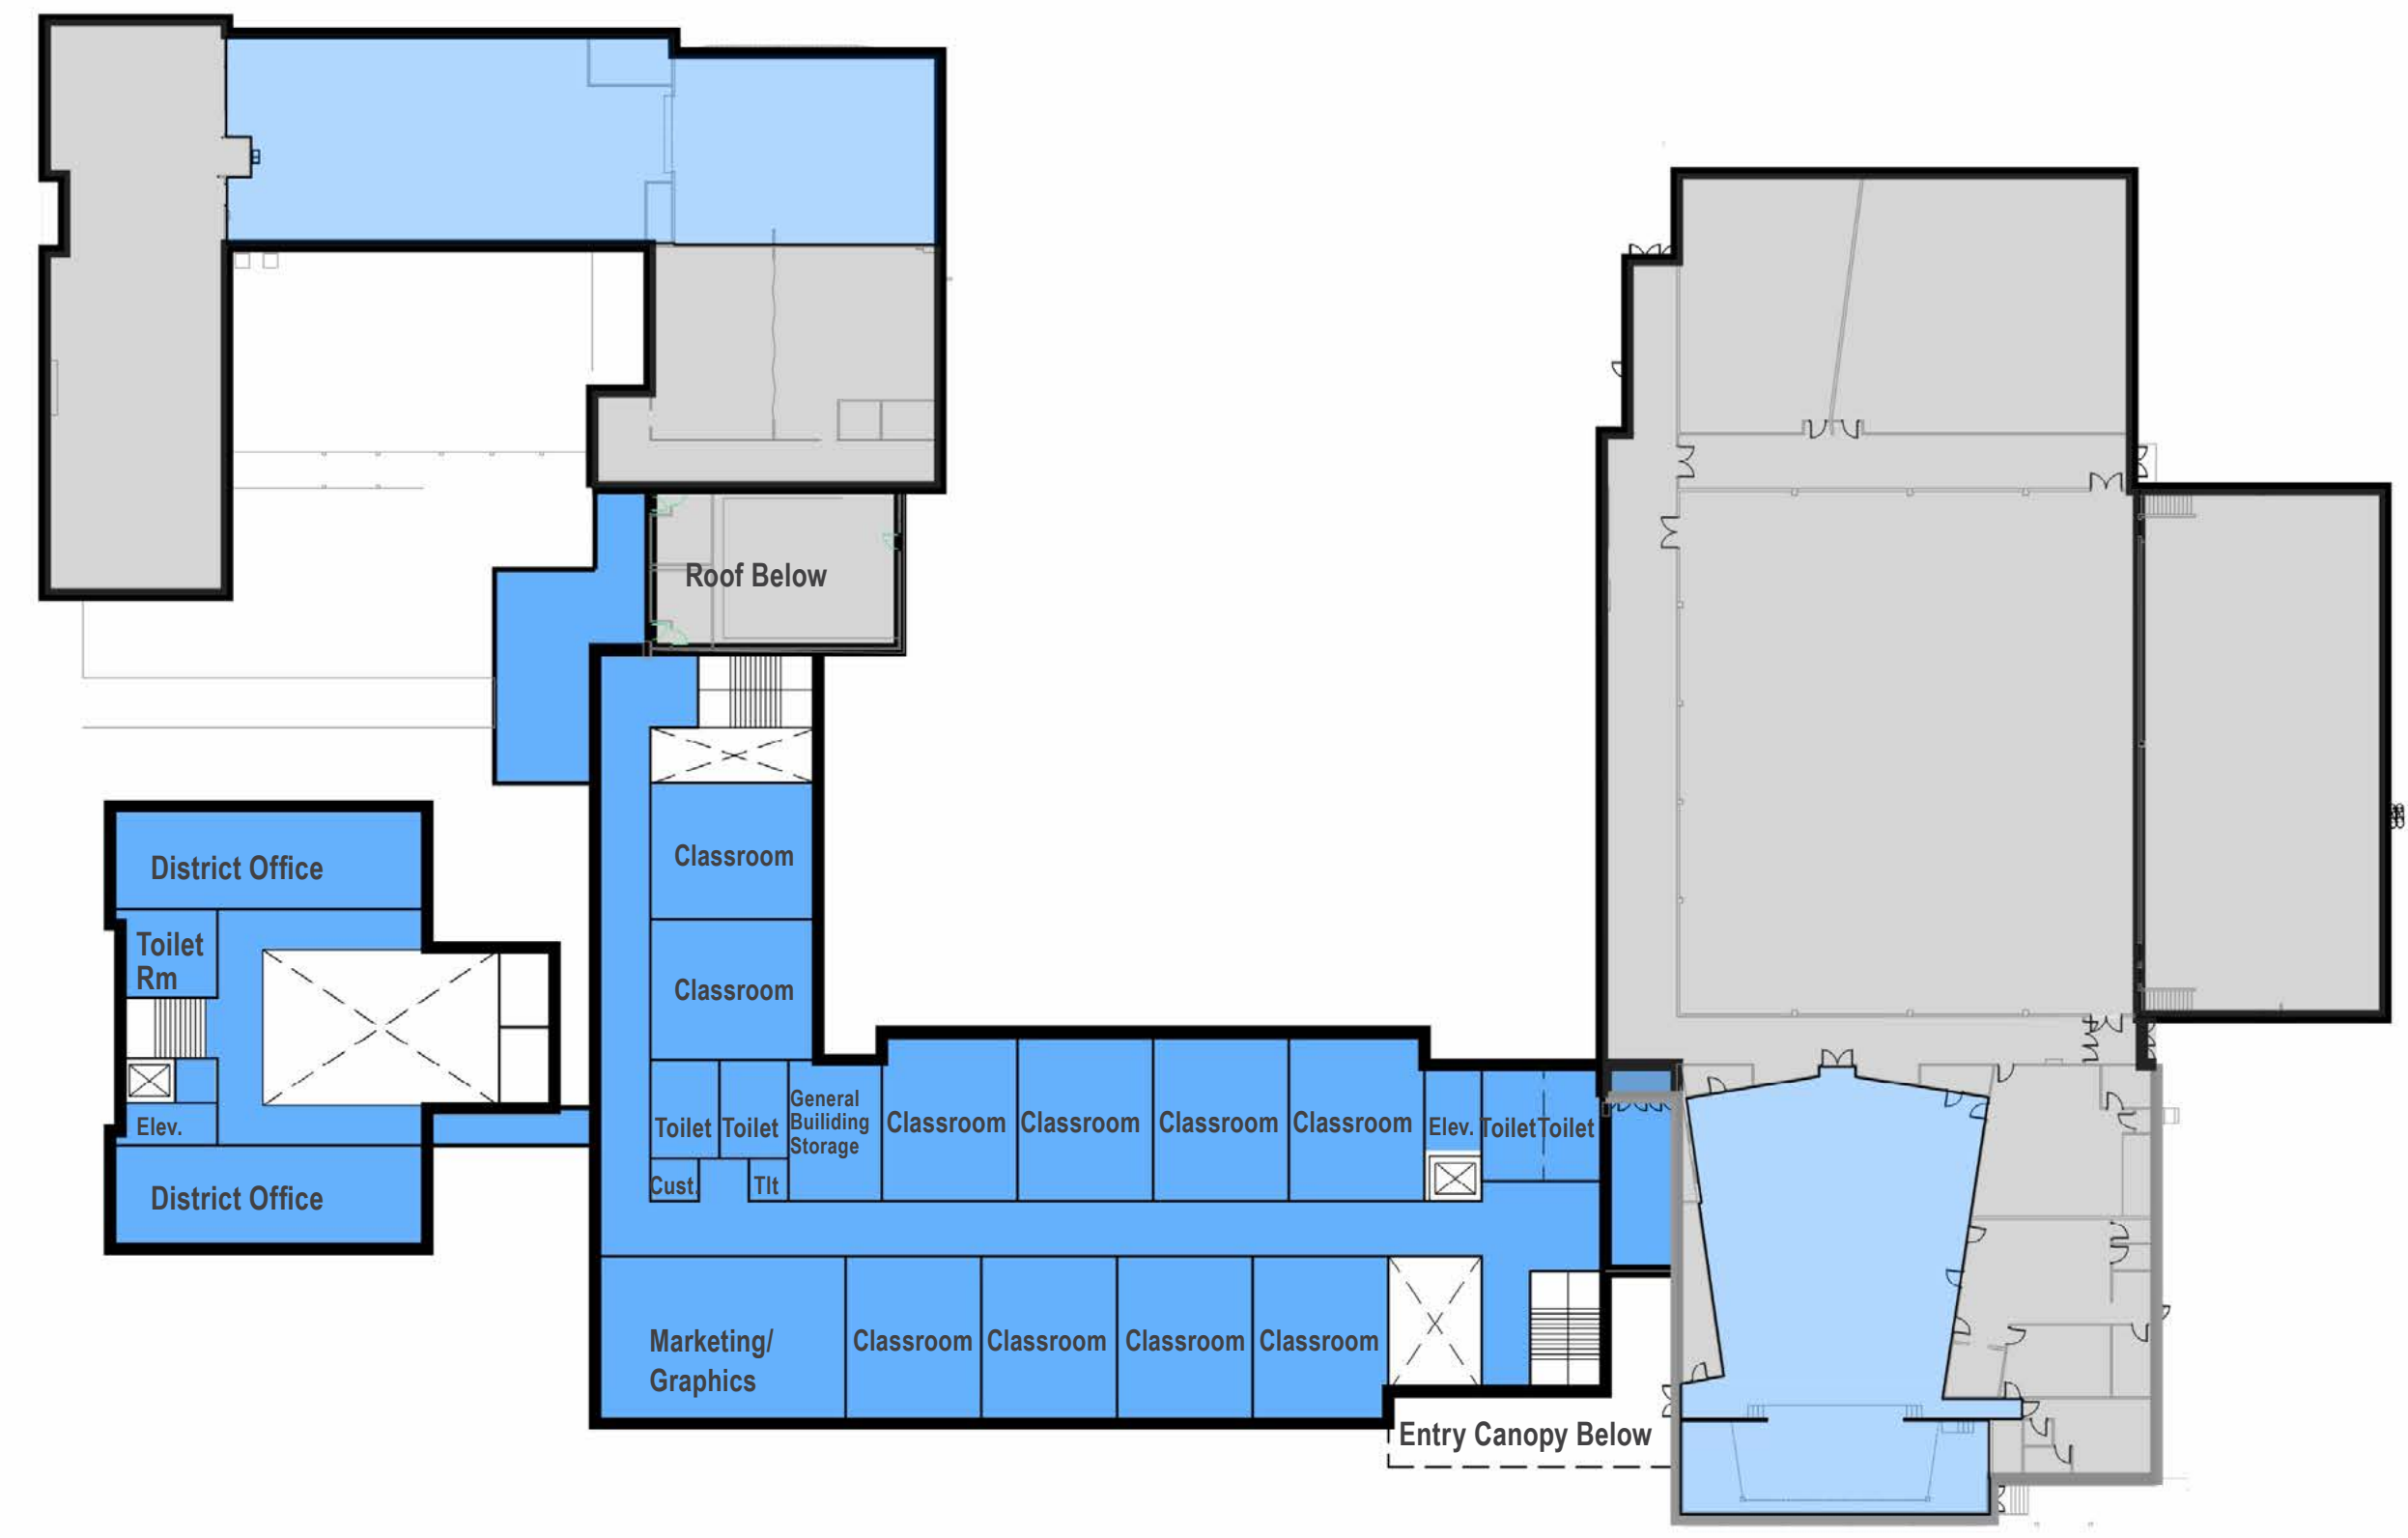 Roof Below
District Office
Toilet
Rm
Elev.
District Office
Classroom
Classroom
Toilet
Toilet
General
Builiding
Storage
Cust.
Tlt
Classroom
Classroom
Classroom
Classroom
Elev.
Toilet
Toilet
Marketing/
Graphics
Classroom
Classroom
Classroom
Classroom
Entry Canopy Below